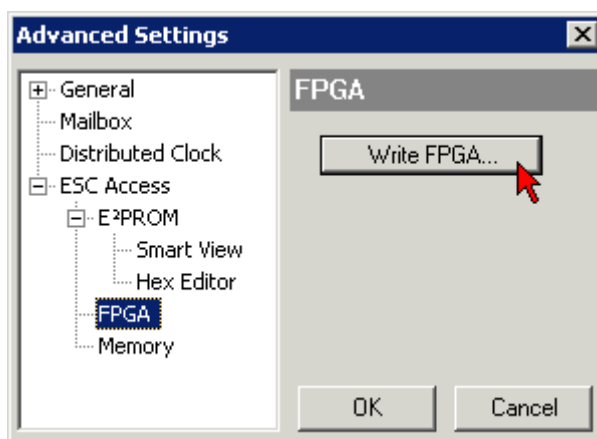 Advanced Settings
General
Mailbox
Distributed Clock
ESC Access
E²PROM
Smart View
Hex Editor
FPGA
Memory
FPGA
Write FPGA...
OK
Cancel